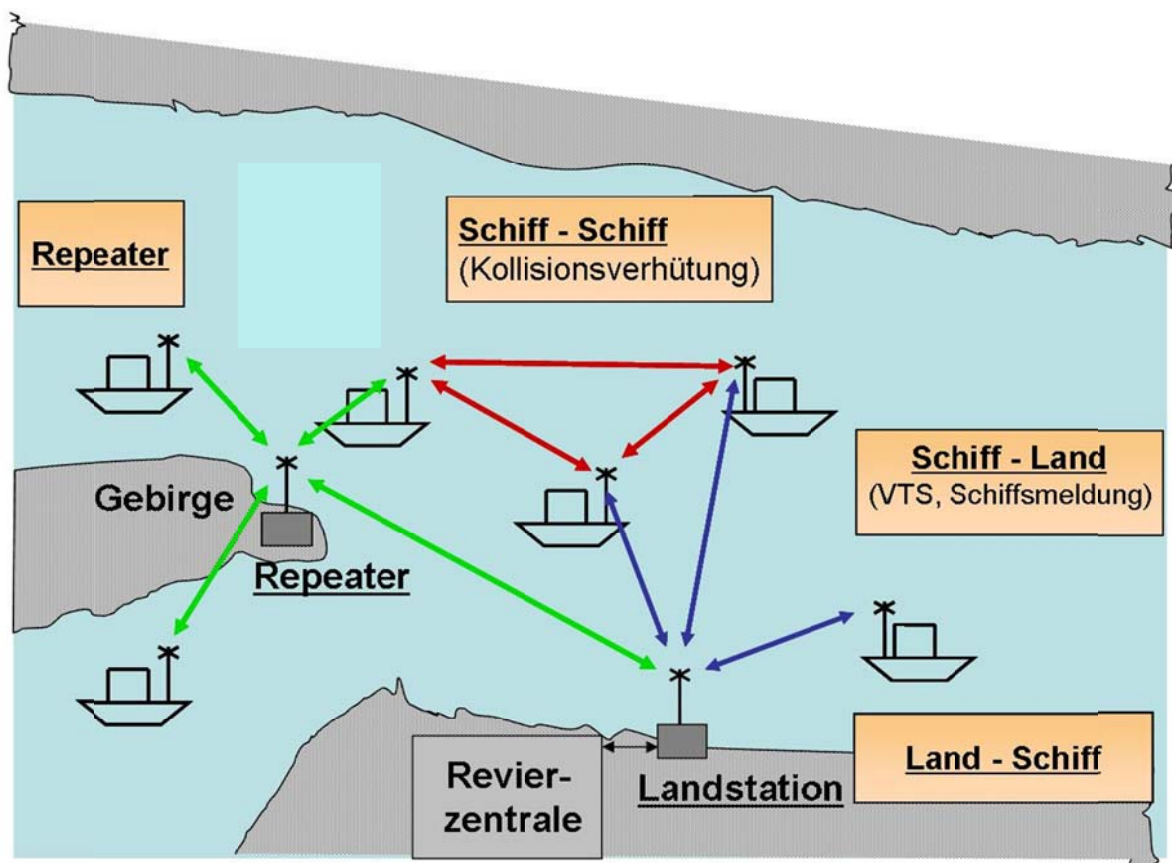 Repeater
Schiff - Schiff
(Kollisionsverhütung)
Schiff - Land
(VTS, Schiffsmeldung)
Gebirge
Repeater
Revier-
zentrale
Landstation
Land - Schiff